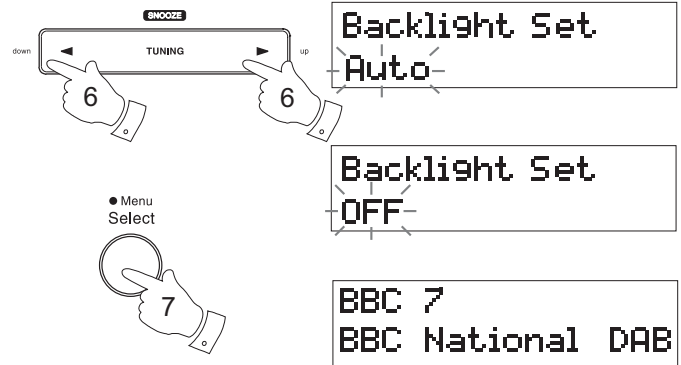 SNOOZE
down ◄ TUNING ► up
6 6
Backlight Set
Auto
Backlight Set
OFF
● Menu
Select
7
BBC 7
BBC National DAB